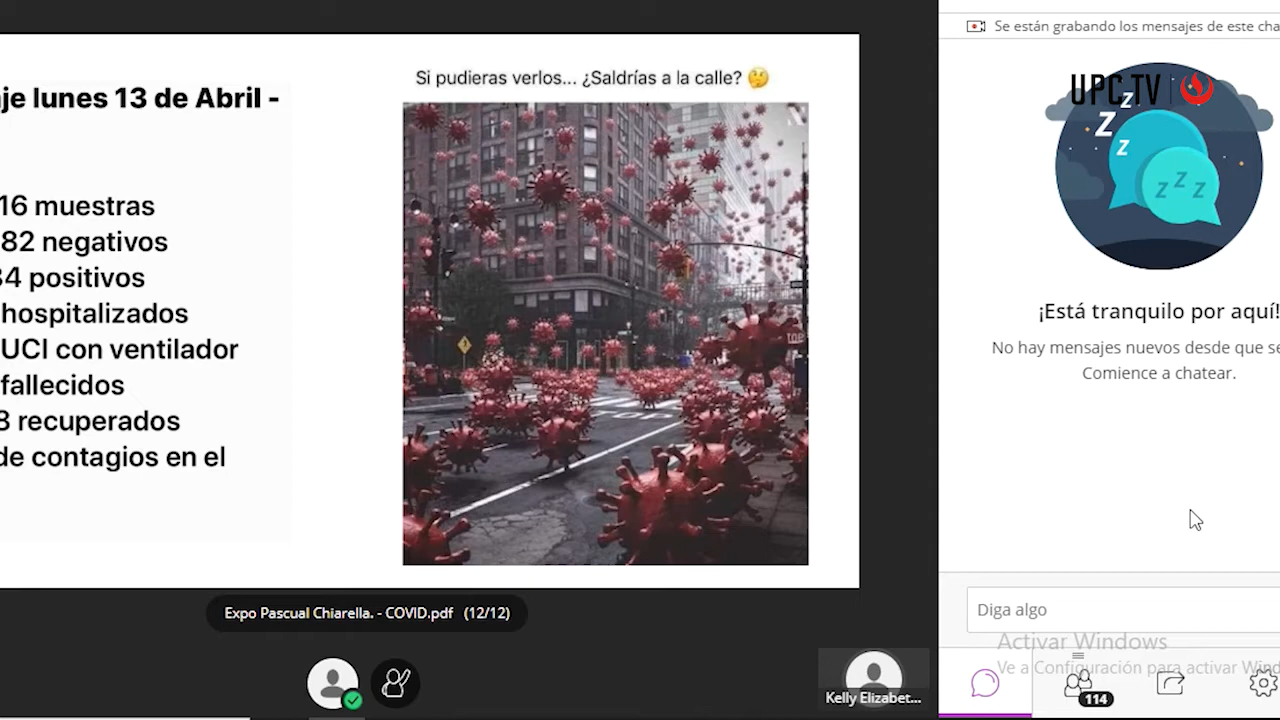 je lunes 13 de Abril -
16 muestras
82 negativos
34 positivos
hospitalizados
UCI con ventilador
fallecidos
8 recuperados
de contagios en el
Si pudieras verlos... ¿Saldrías a la calle? 🤔
Expo Pascual Chiarella. - COVID.pdf (12/12)
Kelly Elizabet...
Se están grabando los mensajes de este cha
UPC TV
Z
Z
Z
Z Z Z
¡Está tranquilo por aquí!
No hay mensajes nuevos desde que se
Comience a chatear.
Diga algo
Activar Windows
Ve a Configuración para activar Wind
114